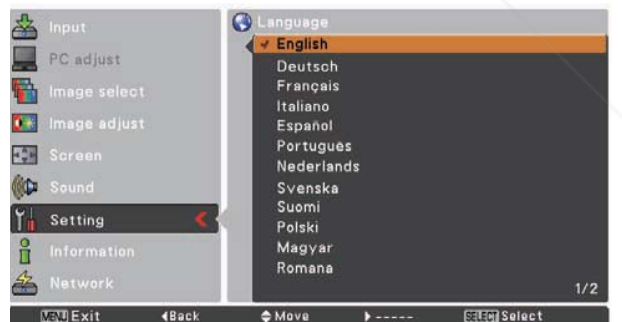 Input
PC adjust
Image select
Image adjust
Screen
Sound
Setting
Information
Network
Language
English
Deutsch
Français
Italiano
Español
Português
Nederlands
Svenska
Suomi
Polski
Magyar
Romana
1/2
MENU Exit Back Move ----- SELECT Select